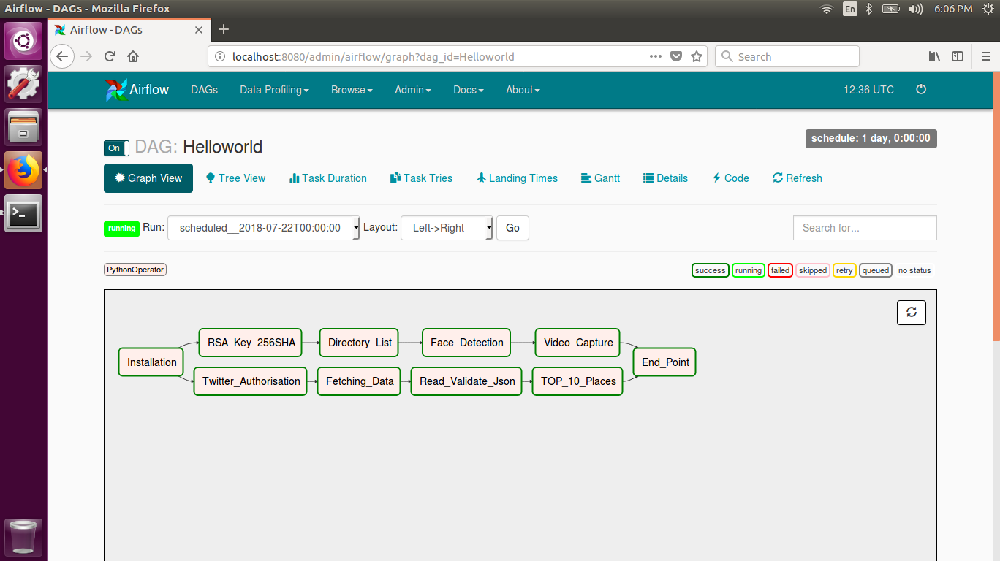 Airflow - DAGs - Mozilla Firefox
En
6:06 PM
Airflow - DAGs
localhost:8080/admin/airflow/graph?dag_id=Helloworld
Search
Airflow DAGs Data Profiling Browse Admin Docs About 12:36 UTC
On DAG: Helloworld
schedule: 1 day, 0:00:00
Graph View Tree View Task Duration Task Tries Landing Times Gantt Details Code Refresh
running Run: scheduled__2018-07-22T00:00:00 Layout: Left->Right Go Search for...
PythonOperator success running failed skipped retry queued no status
RSA_Key_256SHA Directory_List Face_Detection Video_Capture
Installation End_Point
Twitter_Authorisation Fetching_Data Read_Validate_Json TOP_10_Places